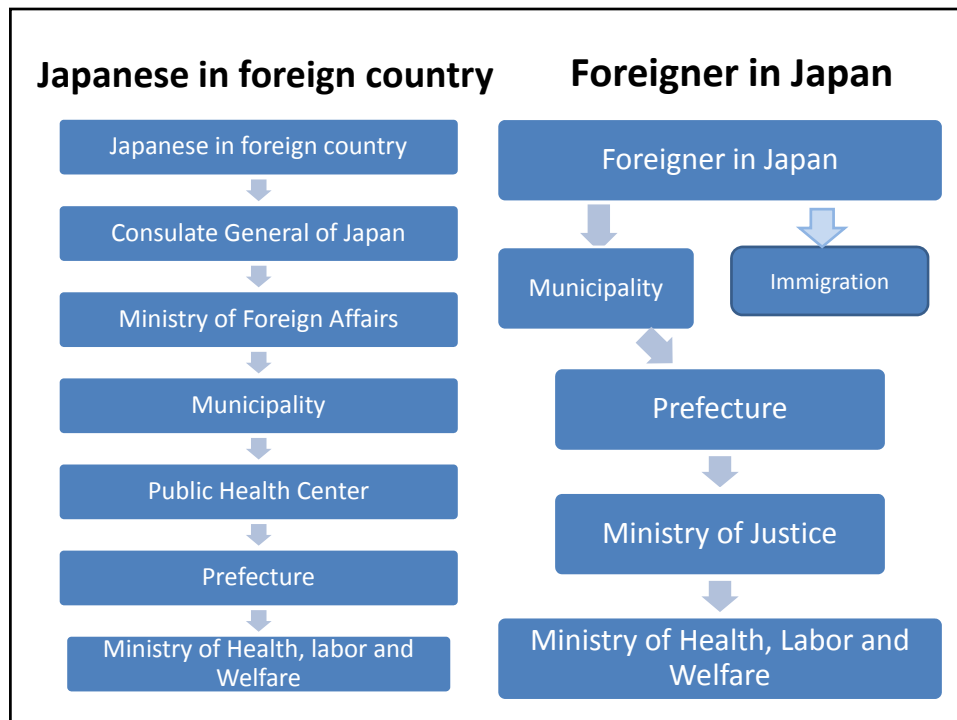 Japanese in foreign country
Japanese in foreign country
Consulate General of Japan
Ministry of Foreign Affairs
Municipality
Public Health Center
Prefecture
Ministry of Health, labor and
Welfare
Foreigner in Japan
Foreigner in Japan
Municipality
Immigration
Prefecture
Ministry of Justice
Ministry of Health, Labor and
Welfare